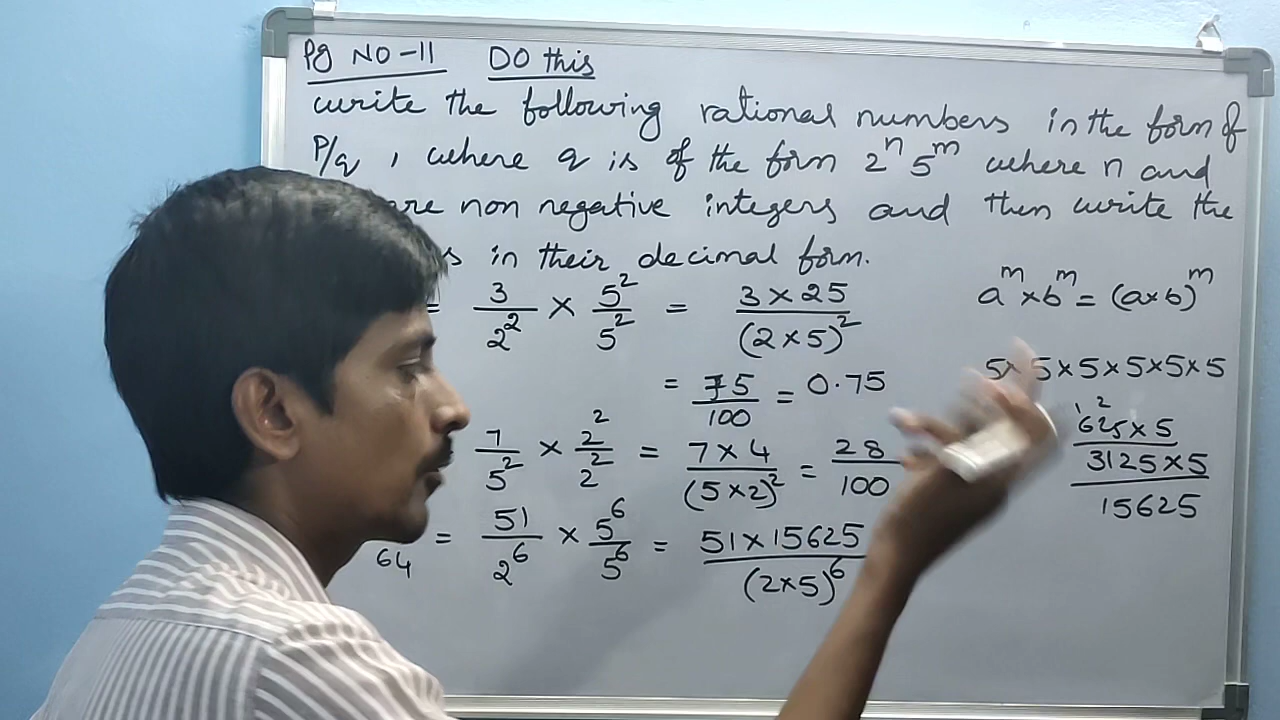 Pg NO-11 DO this
write the following rational numbers in the form of
P/q, where q is of the form 2^n 5^m where n and
are non negative integers and then write the
s in their decimal form.
= 3/2^2 × 5^2/5^2 = 3×25/(2×5)^2
= 75/100 = 0.75
7/5^2 × 2^2/2^2 = 7×4/(5×2)^2 = 28/100
64 = 51/2^6 × 5^6/5^6 = 51×15625/(2×5)^6
a^m×b^m = (a×b)^m
5×5×5×5×5×5
1 2
625×5
3125×5
15625